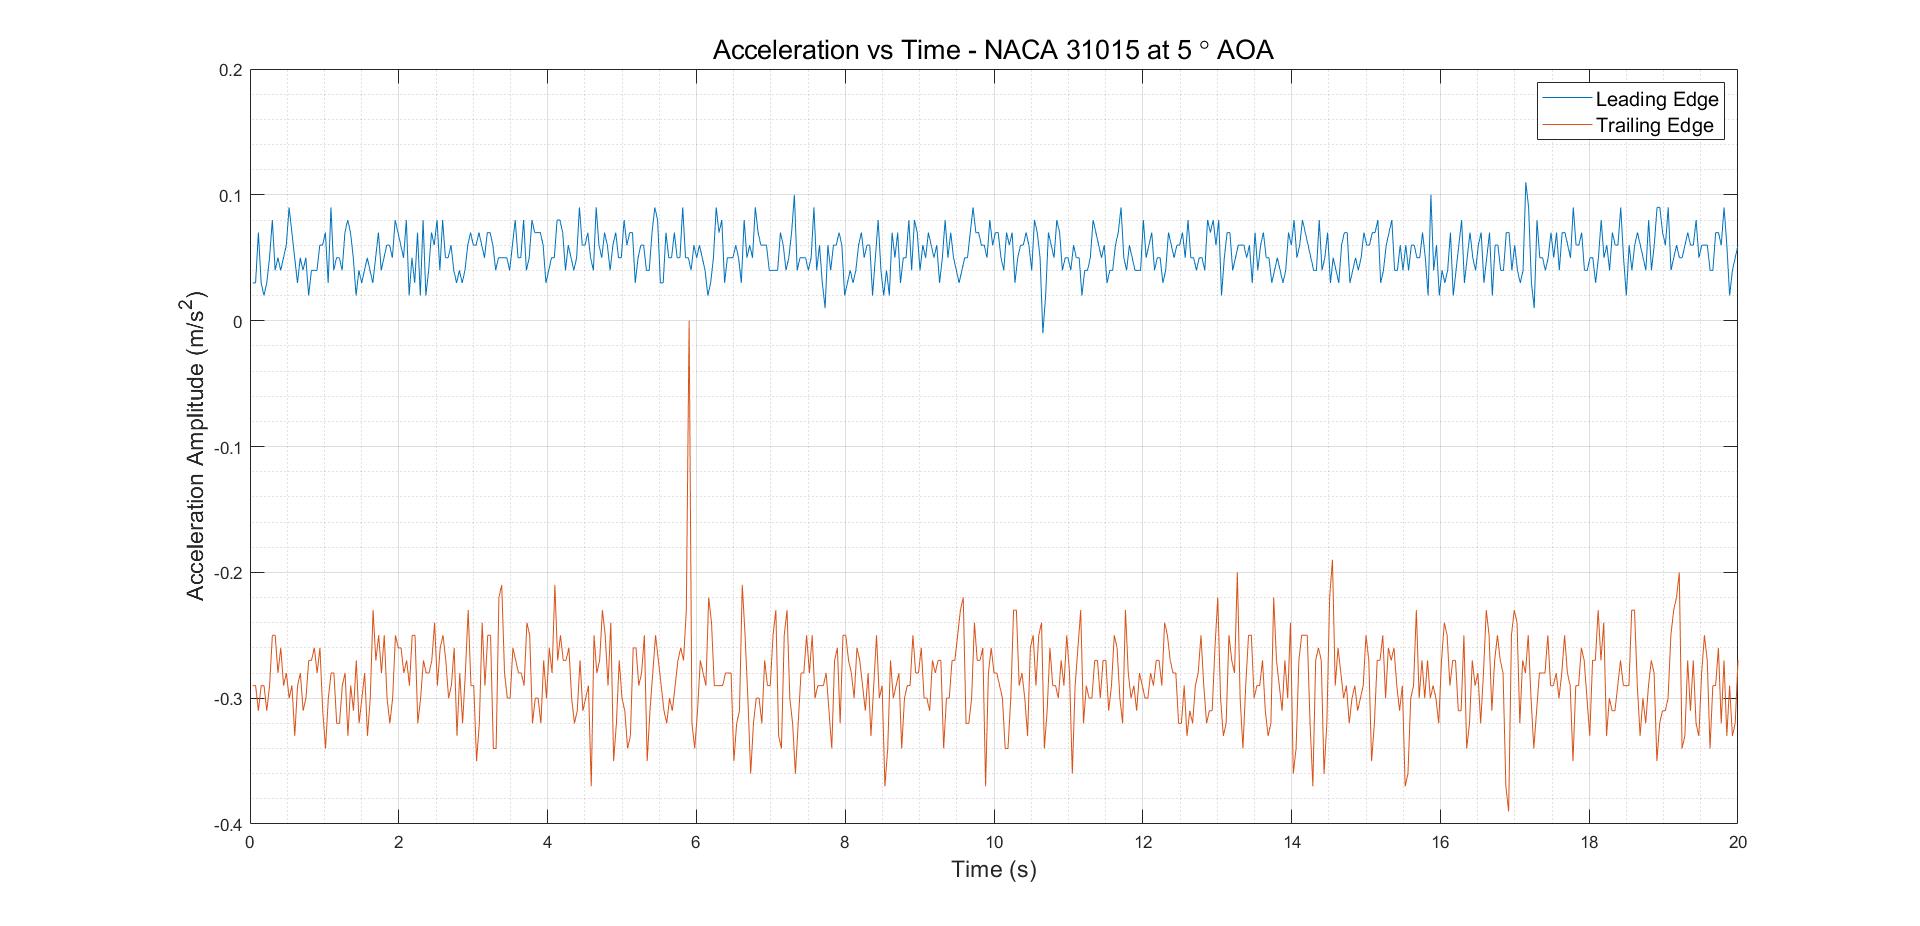 Acceleration vs Time - NACA 31015 at 5 ° AOA
0.2
0.1
0
-0.1
-0.2
-0.3
-0.4
Acceleration Amplitude (m/s²)
Leading Edge
Trailing Edge
0 2 4 6 8 10 12 14 16 18 20
Time (s)